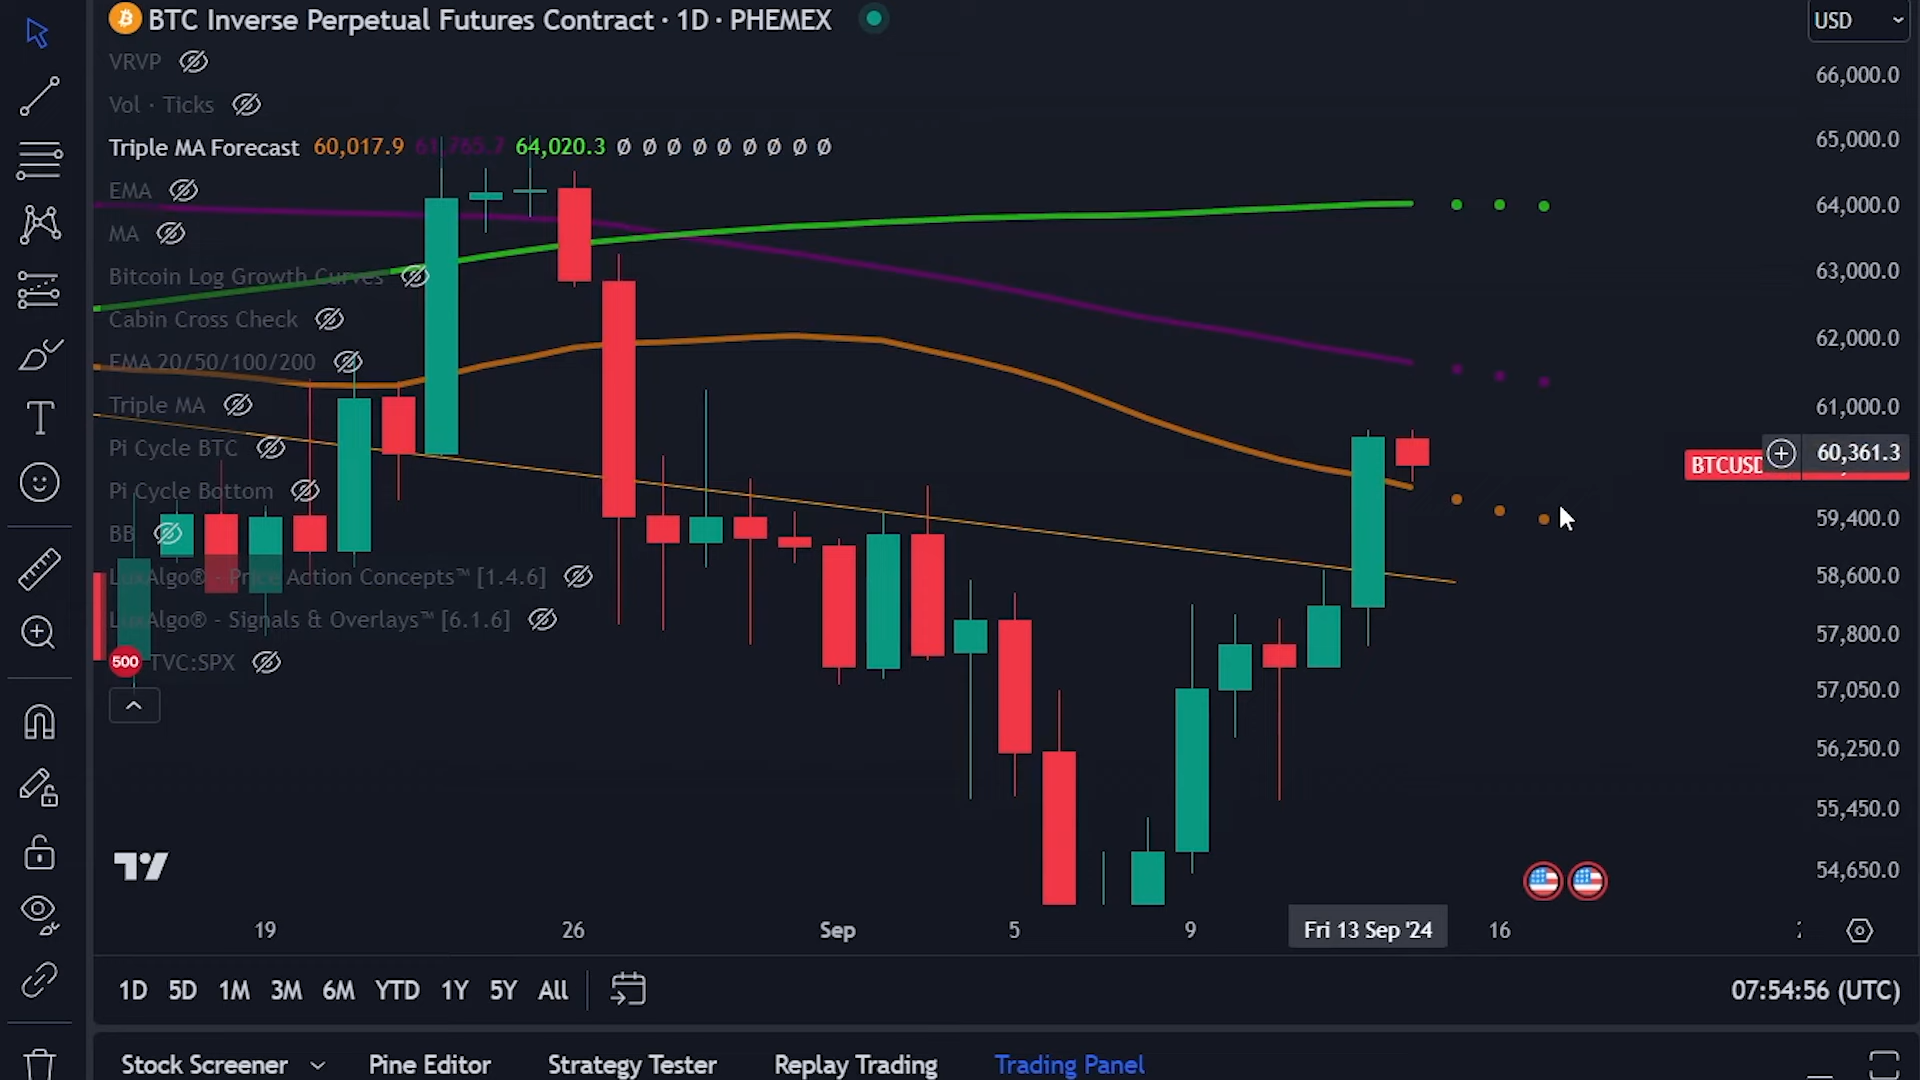 BTC Inverse Perpetual Futures Contract · 1D · PHEMEX
USD
VRVP
Vol · Ticks
Triple MA Forecast 60,017.9 61,765.7 64,020.3 Ø Ø Ø Ø Ø Ø Ø Ø Ø
EMA
MA
Bitcoin Log Growth Curves
Cabin Cross Check
EMA 20/50/100/200
Triple MA
Pi Cycle BTC
Pi Cycle Bottom
BB
LuxAlgo® - Price Action Concepts™ [1.4.6]
LuxAlgo® - Signals & Overlays™ [6.1.6]
500 TVC:SPX
66,000.0
65,000.0
64,000.0
63,000.0
62,000.0
61,000.0
BTCUSD 60,361.3
59,400.0
58,600.0
57,800.0
57,050.0
56,250.0
55,450.0
54,650.0
19 26 Sep 5 9 Fri 13 Sep '24 16
1D 5D 1M 3M 6M YTD 1Y 5Y All 07:54:56 (UTC)
Stock Screener Pine Editor Strategy Tester Replay Trading Trading Panel